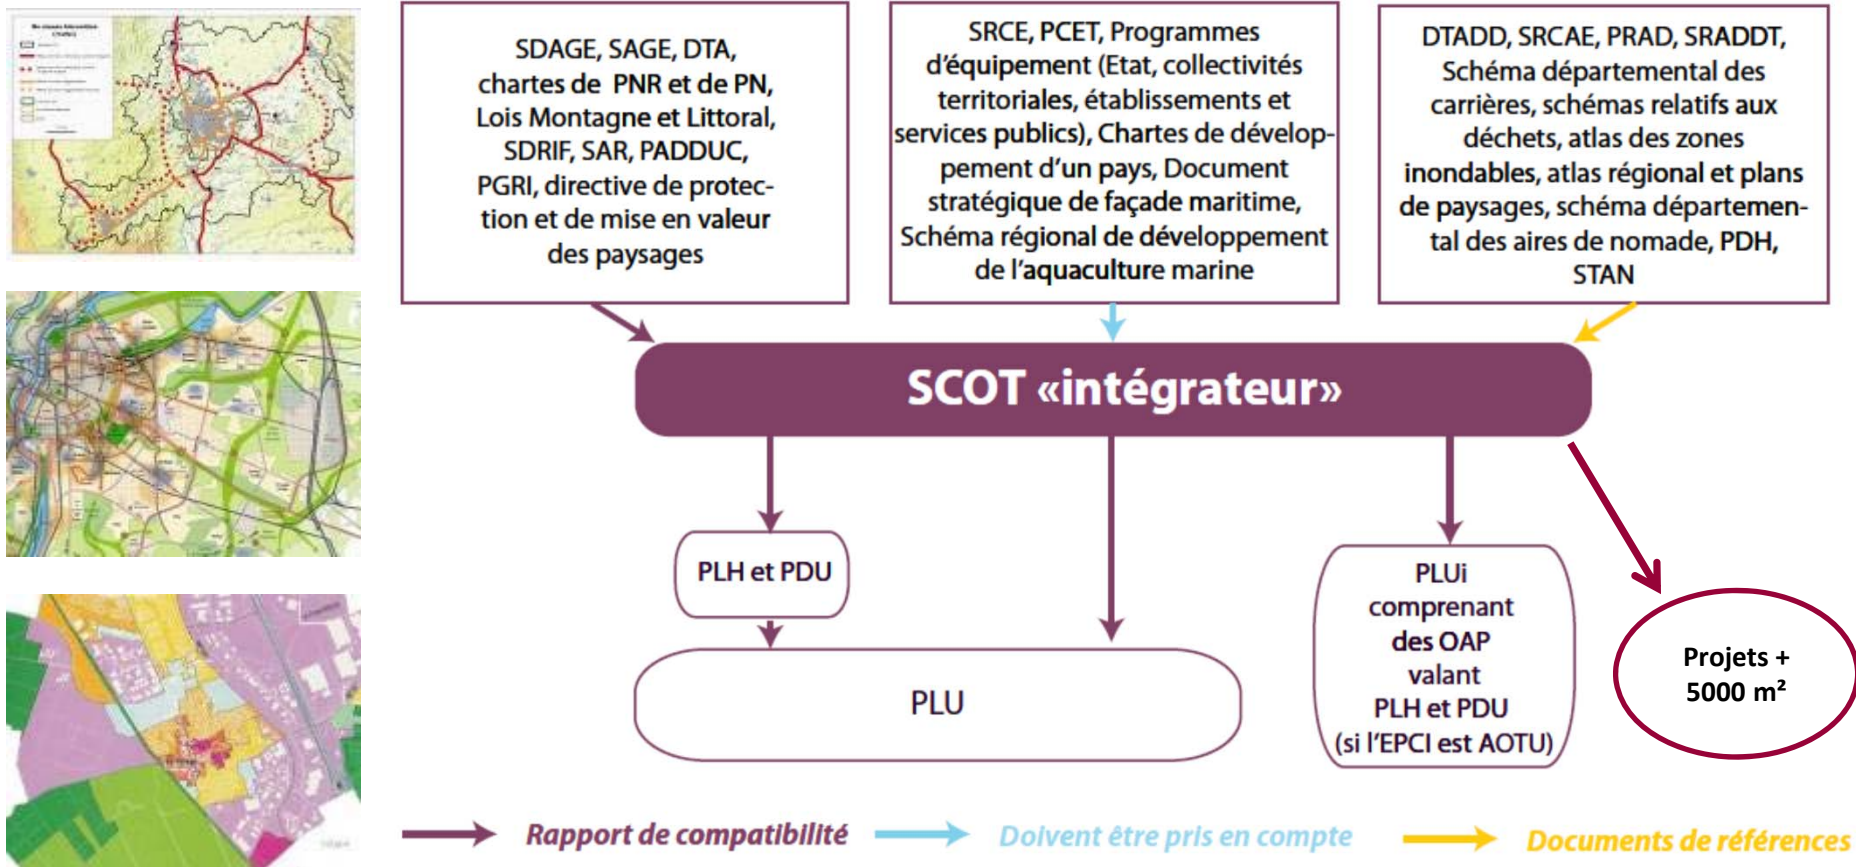 SDAGE, SAGE, DTA,
chartes de PNR et de PN,
Lois Montagne et Littoral,
SDRIF, SAR, PADDUC,
PGRI, directive de protec-
tion et de mise en valeur
des paysages
SRCE, PCET, Programmes
d'équipement (Etat, collectivités
territoriales, établissements et
services publics), Chartes de dévelop-
pement d'un pays, Document
stratégique de façade maritime,
Schéma régional de développement
de l'aquaculture marine
DTADD, SRCAE, PRAD, SRADDT,
Schéma départemental des
carrières, schémas relatifs aux
déchets, atlas des zones
inondables, atlas régional et plans
de paysages, schéma départemen-
tal des aires de nomade, PDH,
STAN
SCOT «intégrateur»
PLH et PDU
PLU
PLUi
comprenant
des OAP
valant
PLH et PDU
(si l'EPCI est AOTU)
Projets +
5000 m²
Rapport de compatibilité
Doivent être pris en compte
Documents de références